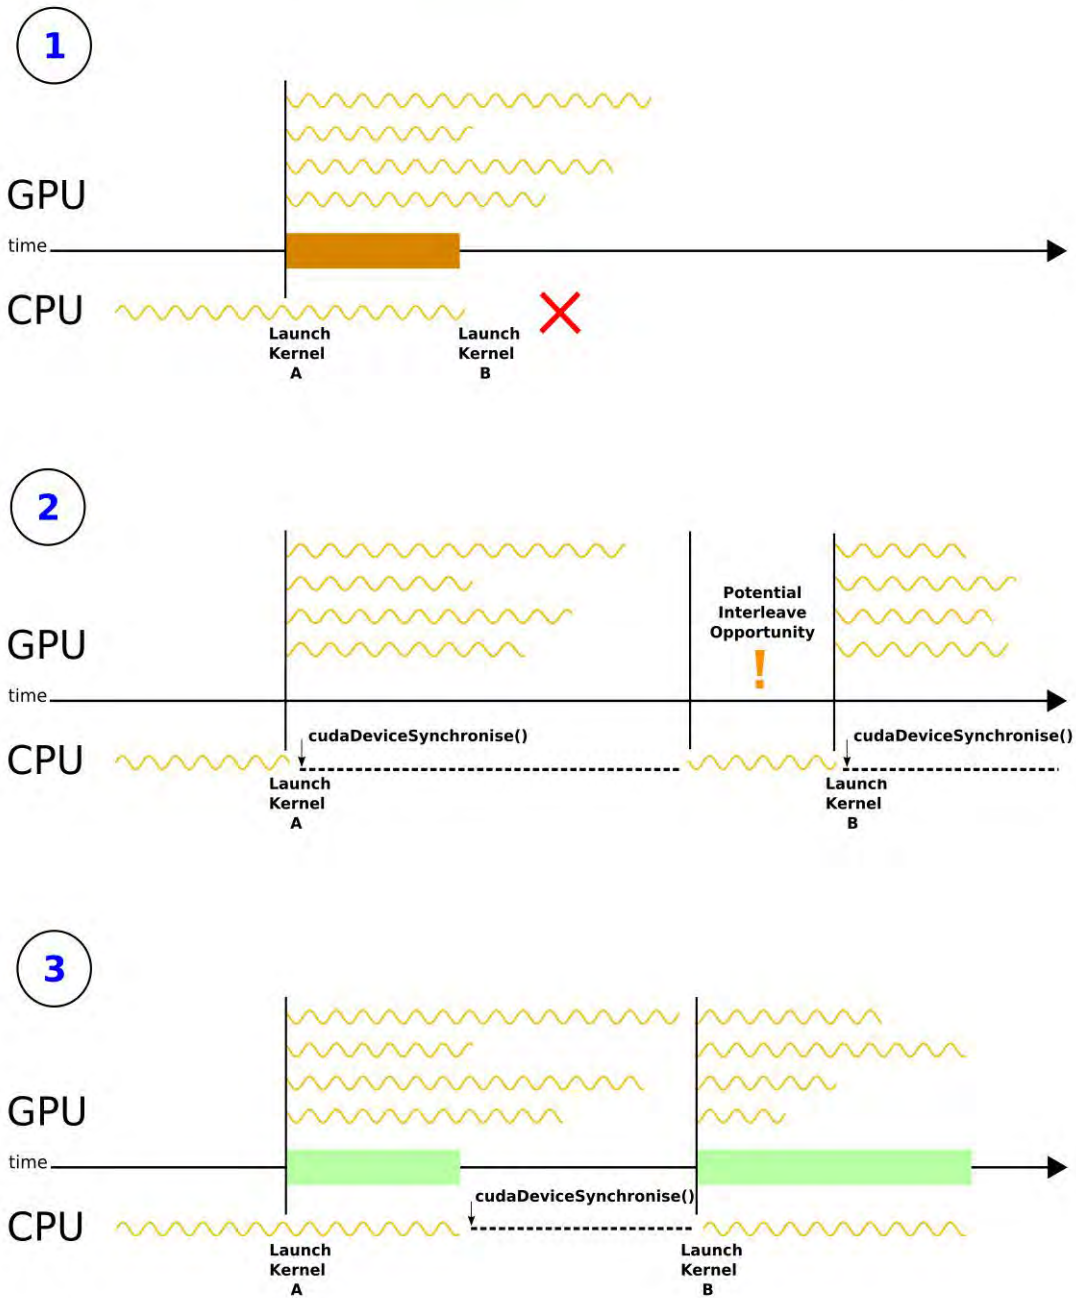 1
GPU
time
CPU
Launch
Kernel
A
Launch
Kernel
B
2
Potential
Interleave
Opportunity
!
GPU
time
cudaDeviceSynchronise()
cudaDeviceSynchronise()
CPU
Launch
Kernel
A
Launch
Kernel
B
3
GPU
time
cudaDeviceSynchronise()
CPU
Launch
Kernel
A
Launch
Kernel
B